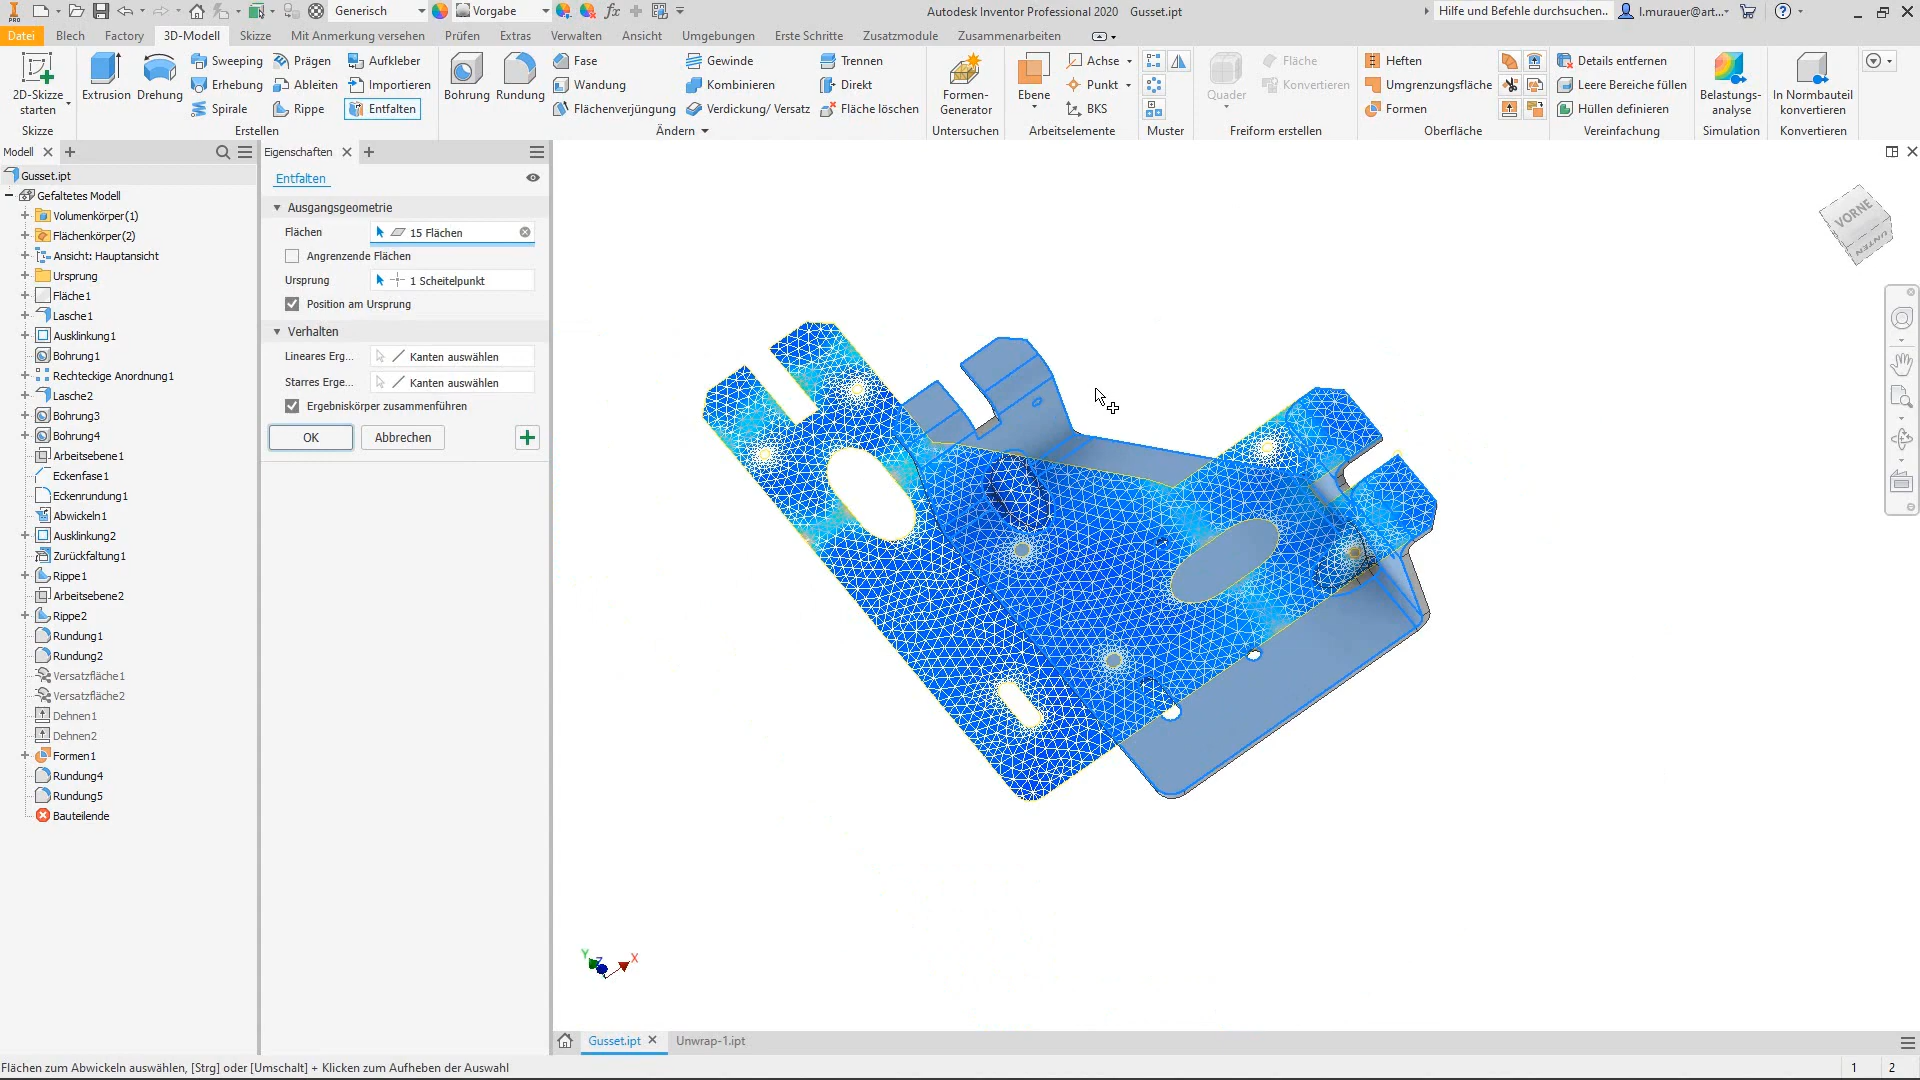 Generisch
Vorgabe
Autodesk Inventor Professional 2020 Gusset.ipt
Hilfe und Befehle durchsuchen..
l.murauer@art...
PRO
Datei Blech Factory 3D-Modell Skizze Mit Anmerkung versehen Prüfen Extras Verwalten Ansicht Umgebungen Erste Schritte Zusatzmodule Zusammenarbeiten
2D-Skizze starten
Skizze
Extrusion
Drehung
Sweeping
Erhebung
Spirale
Prägen
Ableiten
Rippe
Aufkleber
Importieren
Entfalten
Erstellen
Bohrung
Rundung
Fase
Wandung
Flächenverjüngung
Gewinde
Kombinieren
Verdickung/ Versatz
Trennen
Direkt
Fläche löschen
Ändern
Formen-
Generator
Untersuchen
Ebene
Achse
Punkt
BKS
Arbeitselemente
Muster
Quader
Fläche
Konvertieren
Freiform erstellen
Heften
Umgrenzungsfläche
Formen
Oberfläche
Details entfernen
Leere Bereiche füllen
Hüllen definieren
Vereinfachung
Belastungs-
analyse
Simulation
In Normbauteil
konvertieren
Konvertieren
Modell
Gusset.ipt
Gefaltetes Modell
Volumenkörper(1)
Flächenkörper(2)
Ansicht: Hauptansicht
Ursprung
Fläche1
Lasche1
Ausklinkung1
Bohrung1
Rechteckige Anordnung1
Lasche2
Bohrung3
Bohrung4
Arbeitsebene1
Eckenfase1
Eckenrundung1
Abwickeln1
Ausklinkung2
Zurückfaltung1
Rippe1
Arbeitsebene2
Rippe2
Rundung1
Rundung2
Versatzfläche1
Versatzfläche2
Dehnen1
Dehnen2
Formen1
Rundung4
Rundung5
Bauteilende
Eigenschaften
Entfalten
Ausgangsgeometrie
Flächen 15 Flächen
Angrenzende Flächen
Ursprung 1 Scheitelpunkt
Position am Ursprung
Verhalten
Lineares Erg... Kanten auswählen
Starres Erge... Kanten auswählen
Ergebniskörper zusammenführen
OK Abbrechen
VORNE
UNTEN
Y Z X
Gusset.ipt Unwrap-1.ipt
Flächen zum Abwickeln auswählen, [Strg] oder [Umschalt] + Klicken zum Aufheben der Auswahl
1 2